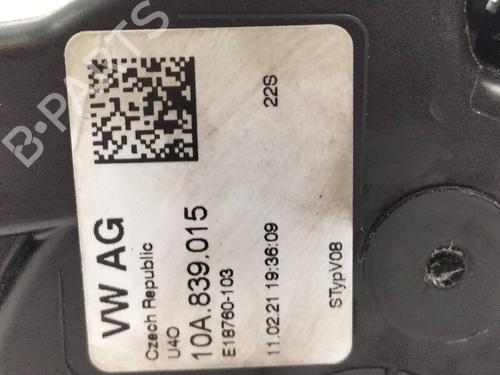 VW AG
Czech Republic
U4O
10A.839.015
E18760-103
22S
11.02.21 19:36:09
STypV08
B-PARTS